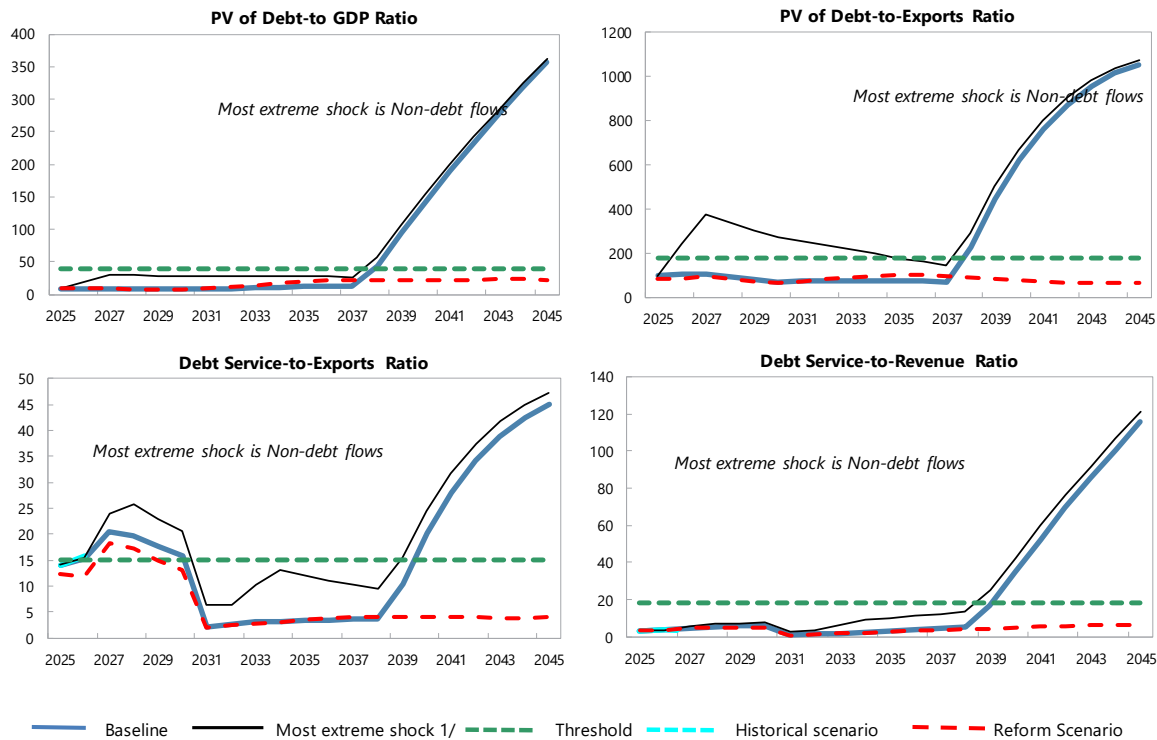 PV of Debt-to GDP Ratio
400
350
300
250
200
150
100
50
0
Most extreme shock is Non-debt flows
2025 2027 2029 2031 2033 2035 2037 2039 2041 2043 2045
PV of Debt-to-Exports Ratio
1200
1000
800
600
400
200
0
Most extreme shock is Non-debt flows
2025 2027 2029 2031 2033 2035 2037 2039 2041 2043 2045
Debt Service-to-Exports Ratio
50
45
40
35
30
25
20
15
10
5
0
Most extreme shock is Non-debt flows
2025 2027 2029 2031 2033 2035 2037 2039 2041 2043 2045
Debt Service-to-Revenue Ratio
140
120
100
80
60
40
20
0
Most extreme shock is Non-debt flows
2025 2027 2029 2031 2033 2035 2037 2039 2041 2043 2045
Baseline Most extreme shock 1/ Threshold Historical scenario Reform Scenario